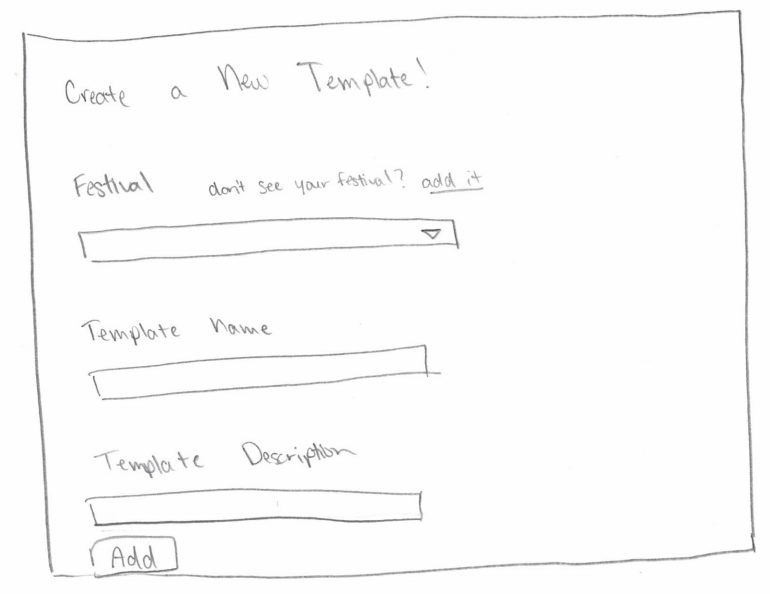 Create a New Template!
Festival don't see your festival? add it
Template Name
Template Description
Add